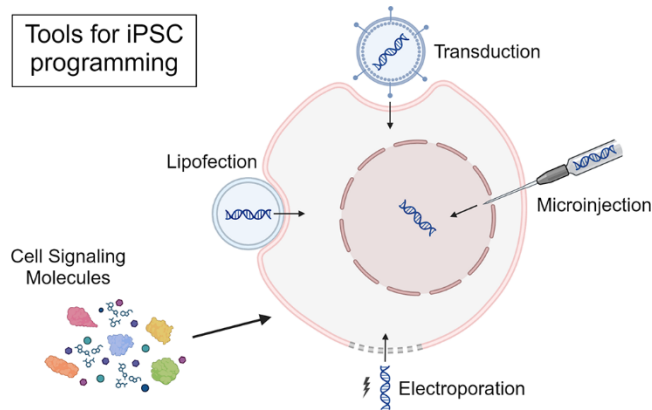 Tools for iPSC
programming
Transduction
Lipofection
Microinjection
Cell Signaling
Molecules
Electroporation